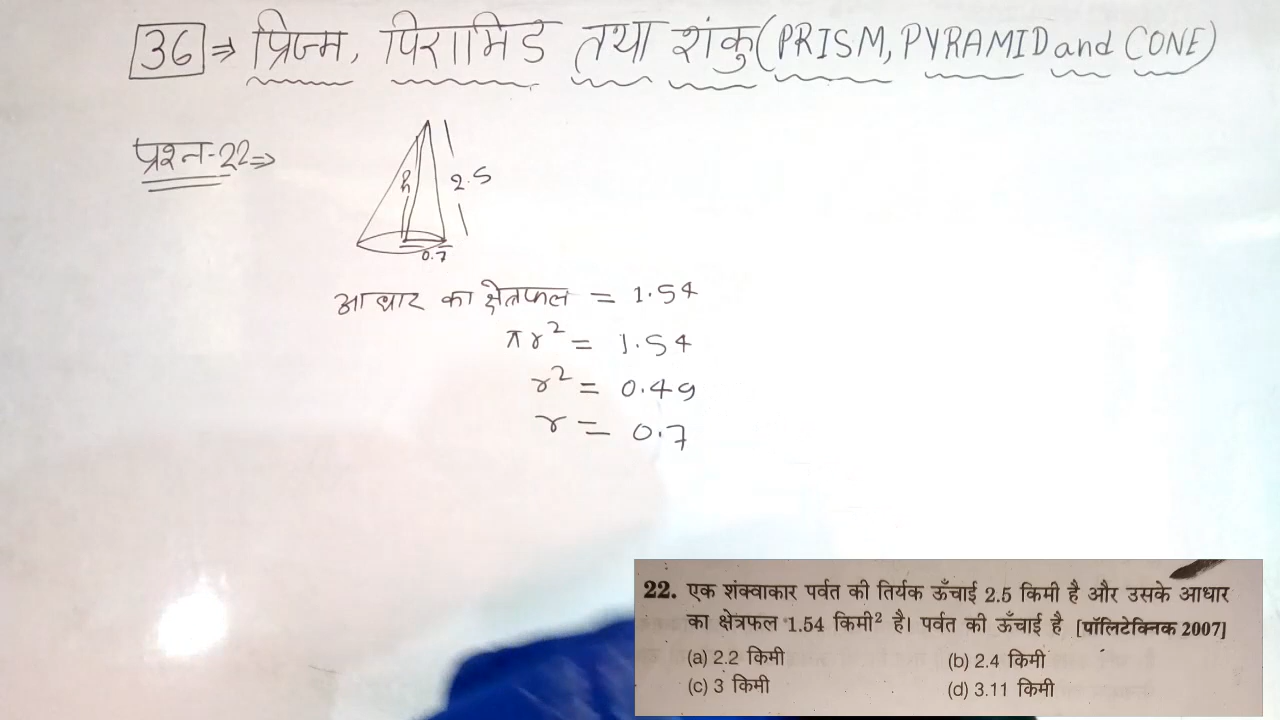 36 ⇒ प्रिज्म, पिरामिड तथा शंकु (PRISM, PYRAMID and CONE)
प्रश्न-22 ⇒
h
2.5
0.7
आधार का क्षेत्रफल = 1.54
πr² = 1.54
r² = 0.49
r = 0.7
22. एक शंक्वाकार पर्वत की तिर्यक ऊँचाई 2.5 किमी है और उसके आधार
का क्षेत्रफल 1.54 किमी² है। पर्वत की ऊँचाई है [पॉलिटेक्निक 2007]
(a) 2.2 किमी (b) 2.4 किमी
(c) 3 किमी (d) 3.11 किमी